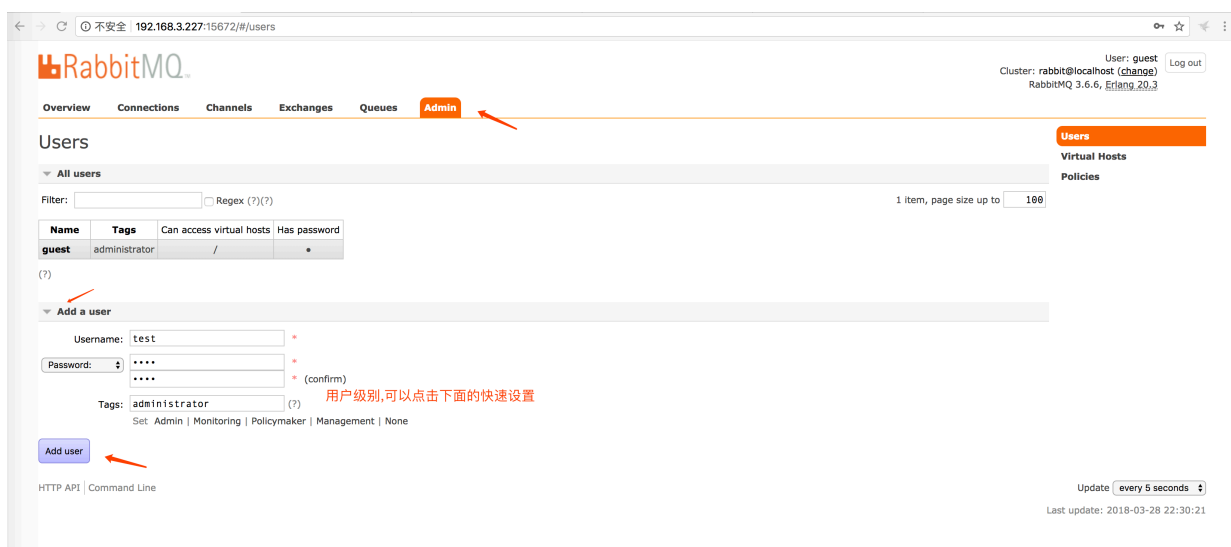 不安全 192.168.3.227:15672/#/users
RabbitMQ
User: guest
Log out
Cluster: rabbit@localhost (change)
RabbitMQ 3.6.6, Erlang 20.3
Overview Connections Channels Exchanges Queues Admin
Users
Users
Virtual Hosts
Policies
All users
Filter: Regex (?)(?) 1 item, page size up to 100
Name Tags Can access virtual hosts Has password
guest administrator / •
(?)
Add a user
Username: test *
Password: •••• *
•••• * (confirm)
用户级别,可以点击下面的快速设置
Tags: administrator (?)
Set Admin | Monitoring | Policymaker | Management | None
Add user
HTTP API | Command Line
Update every 5 seconds
Last update: 2018-03-28 22:30:21